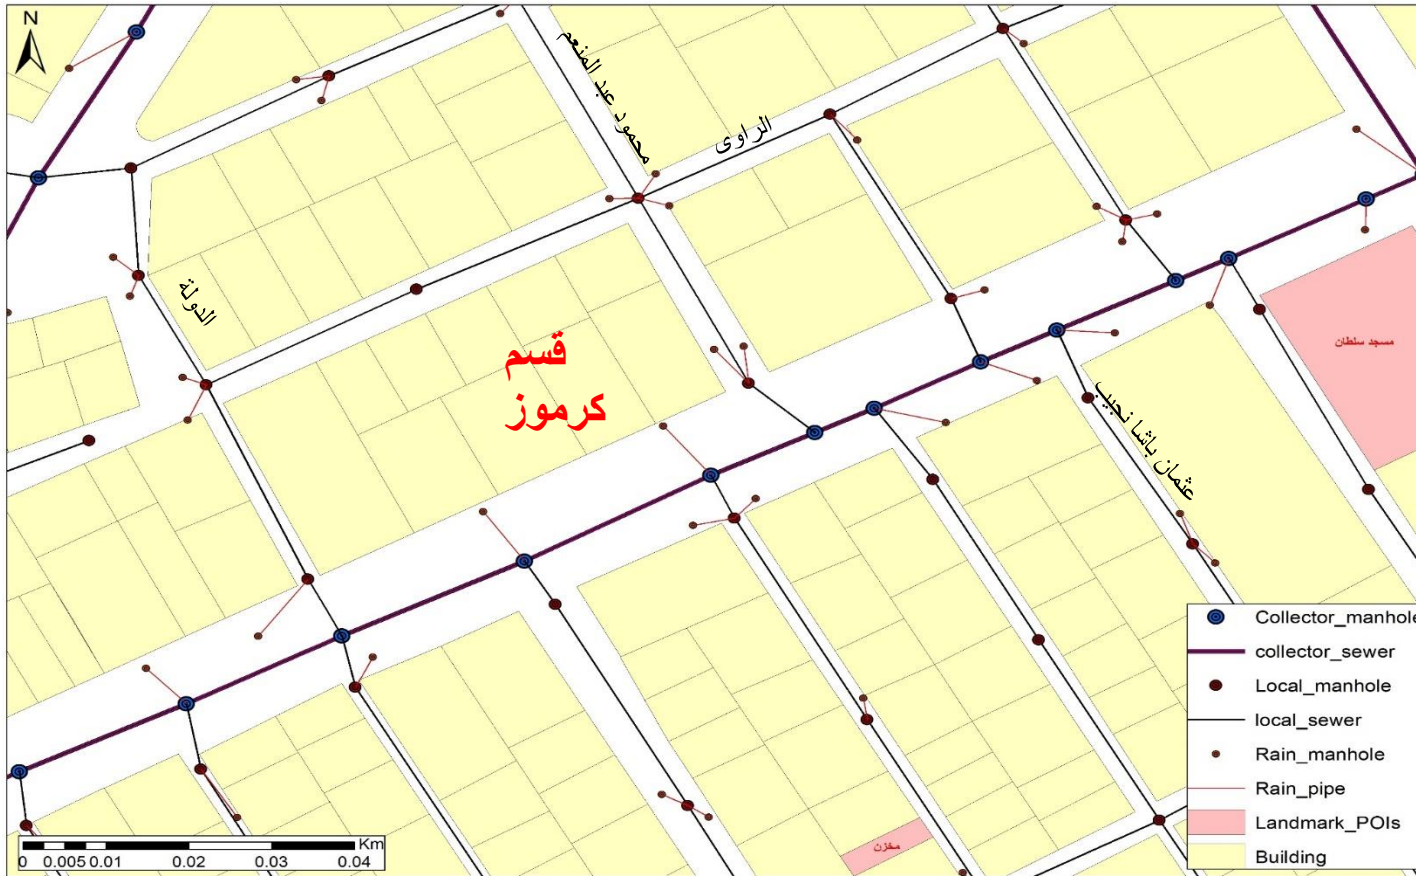 N
محمود عبد المنعم
الراوى
الدولة
قسم
كرموز
مسجد سلطان
عثمان باشا نجيب
مخزن
Collector_manhole
collector_sewer
Local_manhole
local_sewer
Rain_manhole
Rain_pipe
Landmark_POIs
Building
Km
0 0.005 0.01 0.02 0.03 0.04